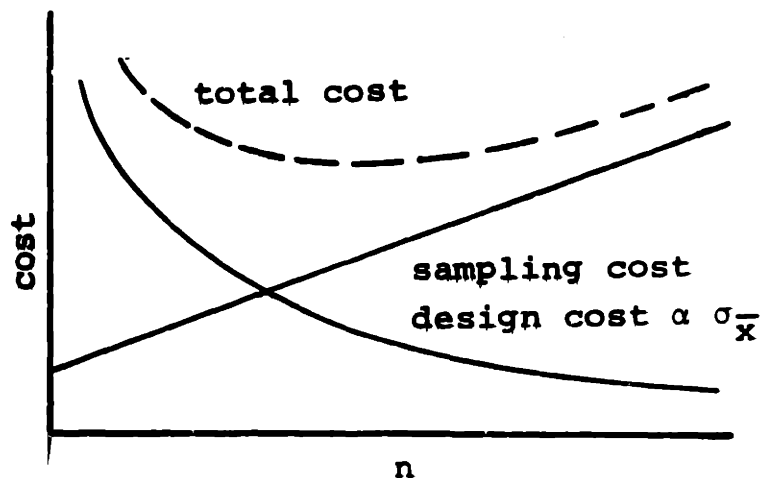 total cost
cost
sampling cost
design cost α σx̅
n